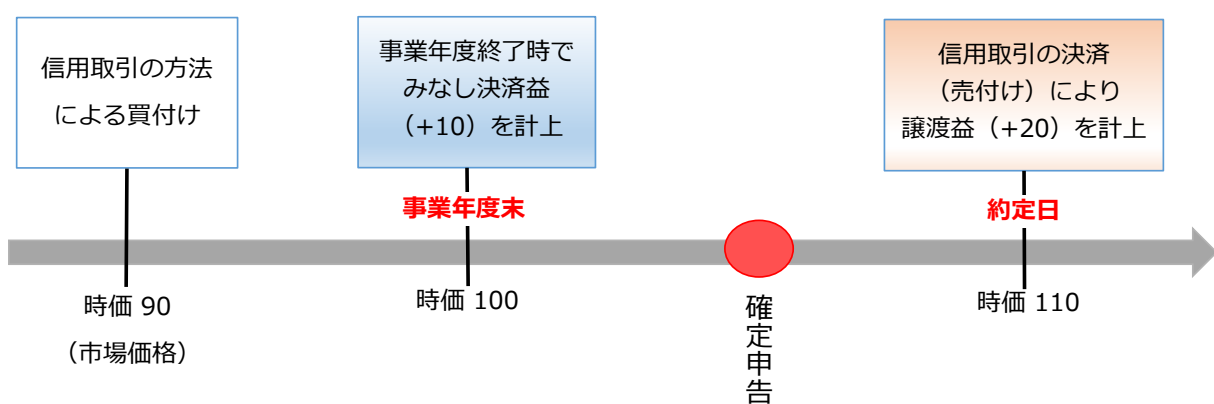 信用取引の方法
による買付け
事業年度終了時で
みなし決済益
（+10）を計上
信用取引の決済
（売付け）により
譲渡益（+20）を計上
事業年度末
約定日
時価 90
（市場価格）
時価 100
確定申告
時価 110